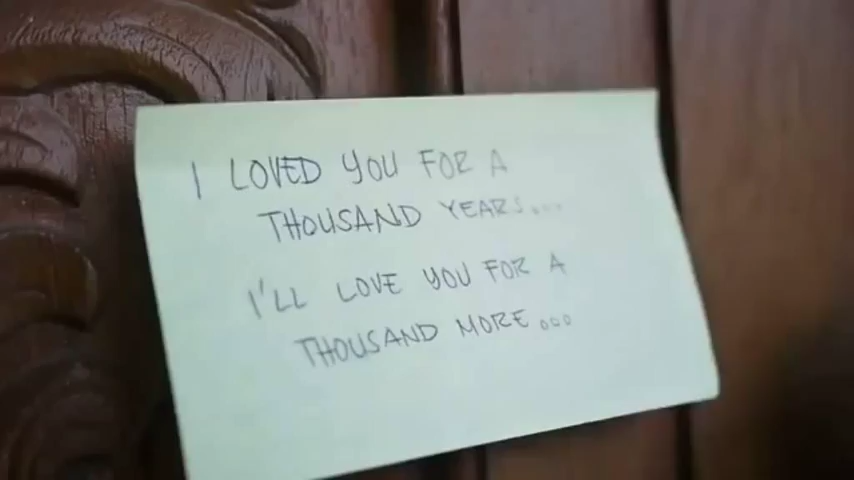 I LOVED YOU FOR A
THOUSAND YEARS...
I'LL LOVE YOU FOR A
THOUSAND MORE...